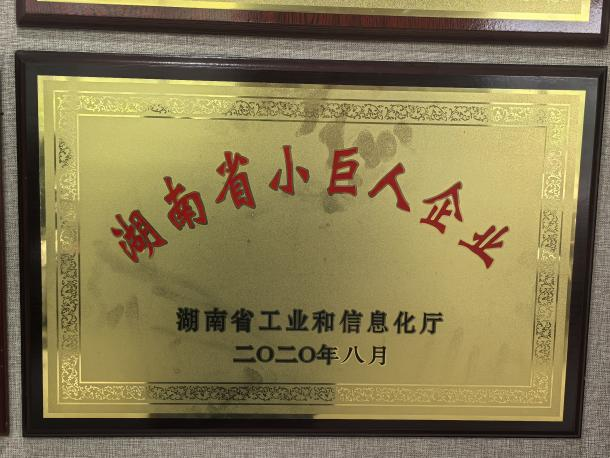 湖南省小巨人企业
湖南省工业和信息化厅
二〇二〇年八月